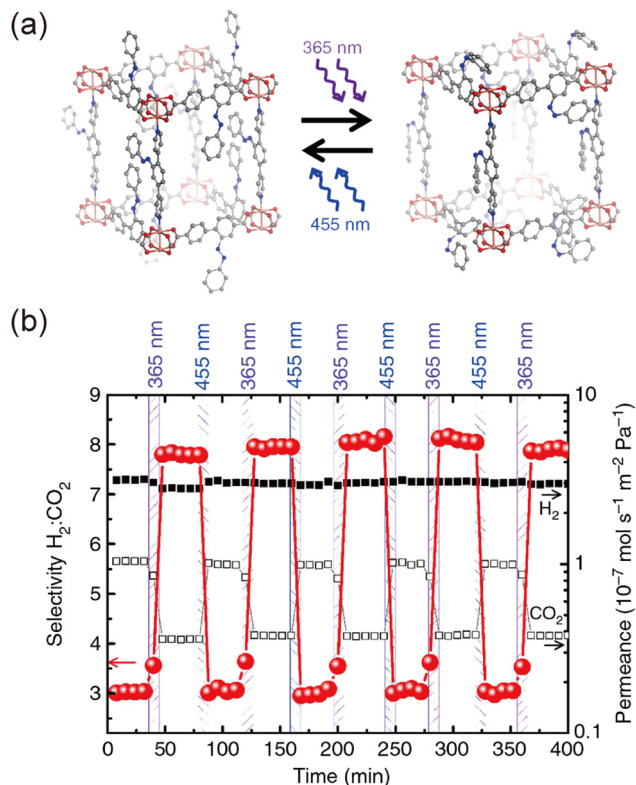 (a)
365 nm
455 nm
(b)
365 nm 455 nm 365 nm 455 nm 365 nm 455 nm 365 nm 455 nm 365 nm
9
8
7
6
5
4
3
10
1
0.1
H2
CO2
0 50 100 150 200 250 300 350 400
Selectivity H2:CO2
Permeance (10⁻⁷ mol s⁻¹ m⁻² Pa⁻¹)
Time (min)